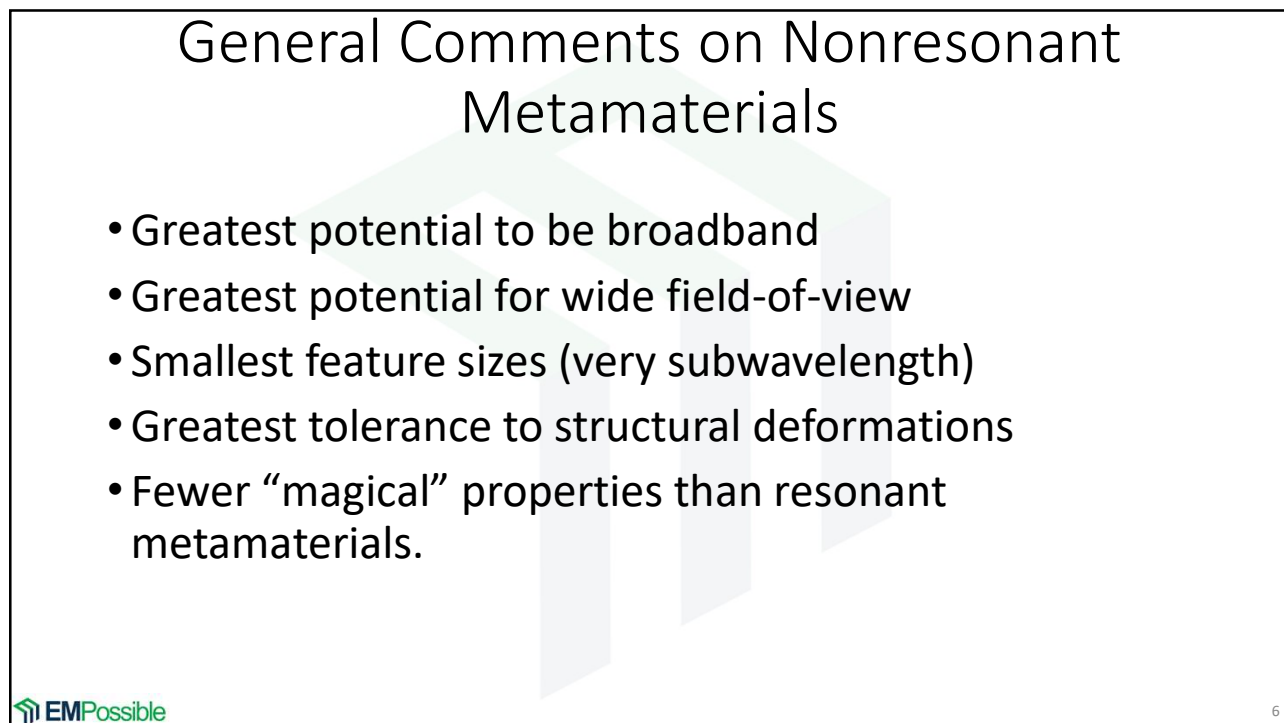 General Comments on Nonresonant
Metamaterials
• Greatest potential to be broadband
• Greatest potential for wide field-of-view
• Smallest feature sizes (very subwavelength)
• Greatest tolerance to structural deformations
• Fewer “magical” properties than resonant
metamaterials.
EMPossible
6